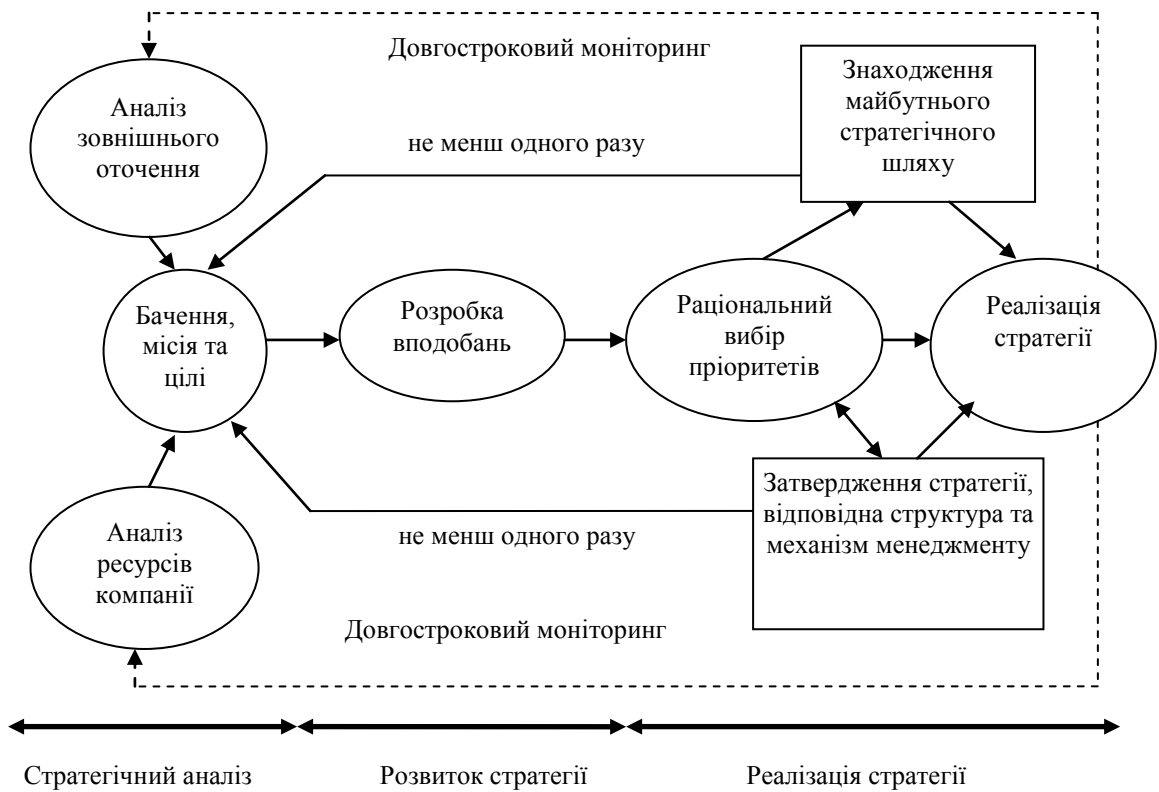 Довгостроковий моніторинг
Аналіз
зовнішнього
оточення
Знаходження
майбутнього
стратегічного
шляху
не менш одного разу
Бачення,
місія та
цілі
Розробка
вподобань
Раціональний
вибір
пріоритетів
Реалізація
стратегії
Аналіз
ресурсів
компанії
не менш одного разу
Затвердження стратегії,
відповідна структура та
механізм менеджменту
Довгостроковий моніторинг
Стратегічний аналіз
Розвиток стратегії
Реалізація стратегії